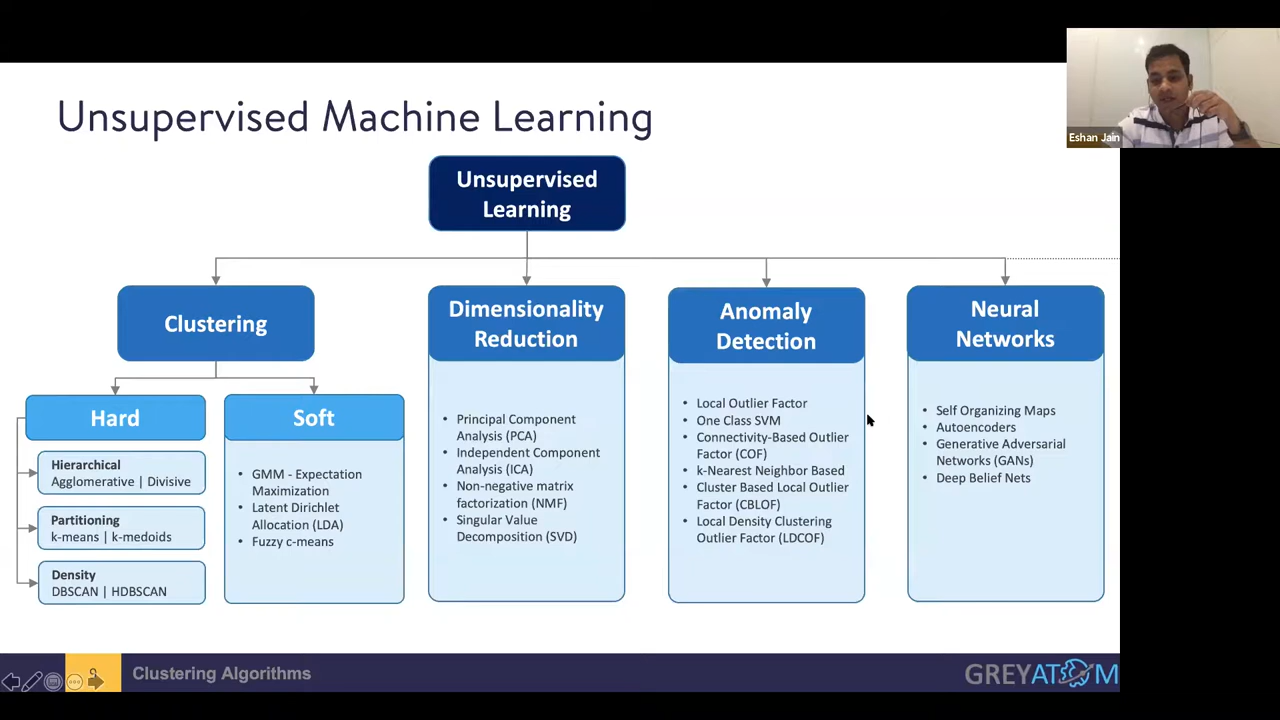 Unsupervised Machine Learning
Eshan Jain
Unsupervised
Learning
Clustering
Hard
Hierarchical
Agglomerative | Divisive
Partitioning
k-means | k-medoids
Density
DBSCAN | HDBSCAN
Soft
• GMM - Expectation
Maximization
• Latent Dirichlet
Allocation (LDA)
• Fuzzy c-means
Dimensionality
Reduction
• Principal Component
Analysis (PCA)
• Independent Component
Analysis (ICA)
• Non-negative matrix
factorization (NMF)
• Singular Value
Decomposition (SVD)
Anomaly
Detection
• Local Outlier Factor
• One Class SVM
• Connectivity-Based Outlier
Factor (COF)
• k-Nearest Neighbor Based
• Cluster Based Local Outlier
Factor (CBLOF)
• Local Density Clustering
Outlier Factor (LDCOF)
Neural
Networks
• Self Organizing Maps
• Autoencoders
• Generative Adversarial
Networks (GANs)
• Deep Belief Nets
Clustering Algorithms
GREYATOM